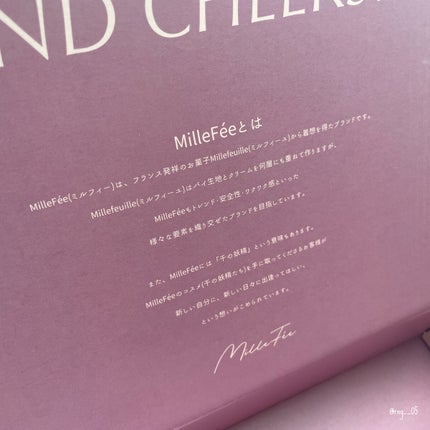 ND CHEERS
MilleFéeとは
MilleFée(ミルフィー)は、フランス発祥のお菓子Millefeuille(ミルフィーユ)から着想を得たブランドです。
Millefeuille(ミルフィーユ)はパイ生地とクリームを何層にも重ねて作りますが、
MilleFéeもトレンド・安全性・ワクワク感といった
様々な要素を織り交ぜたブランドを目指しています。
また、MilleFéeには「千の妖精」という意味もあります。
MilleFéeのコスメ(千の妖精たち)を手に取ってくださるお客様が
新しい自分に、新しい日々に出逢ってほしい、
という想いがこめられています。
MilleFée